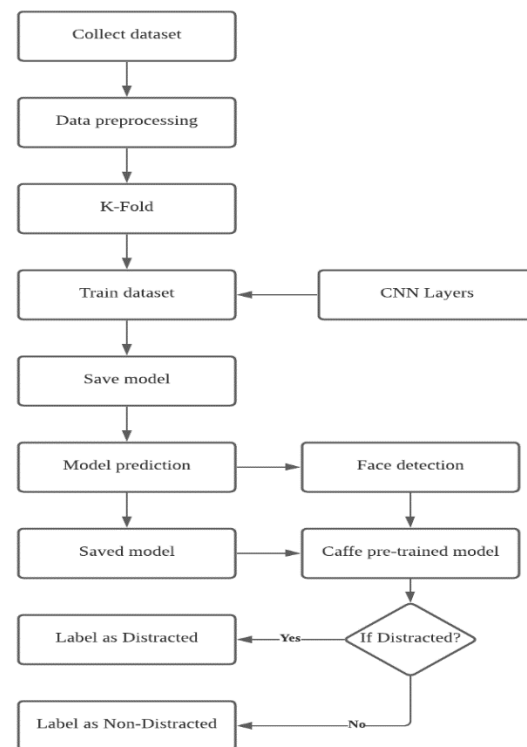 Collect dataset
Data preprocessing
K-Fold
Train dataset
CNN Layers
Save model
Model prediction
Face detection
Saved model
Caffe pre-trained model
Label as Distracted
Yes
If Distracted?
Label as Non-Distracted
No